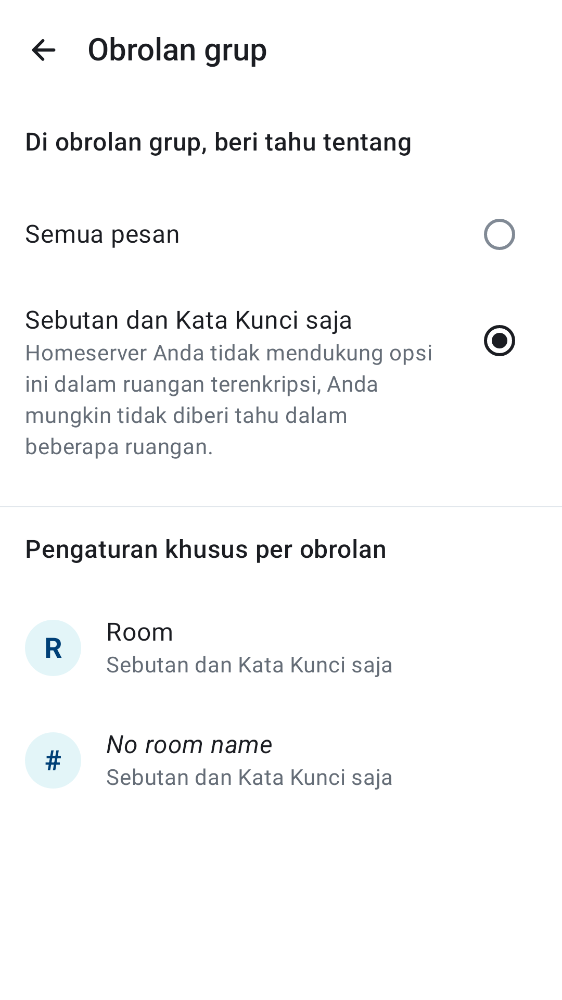 Obrolan grup
Di obrolan grup, beri tahu tentang
Semua pesan
Sebutan dan Kata Kunci saja
Homeserver Anda tidak mendukung opsi
ini dalam ruangan terenkripsi, Anda
mungkin tidak diberi tahu dalam
beberapa ruangan.
Pengaturan khusus per obrolan
R
Room
Sebutan dan Kata Kunci saja
#
No room name
Sebutan dan Kata Kunci saja